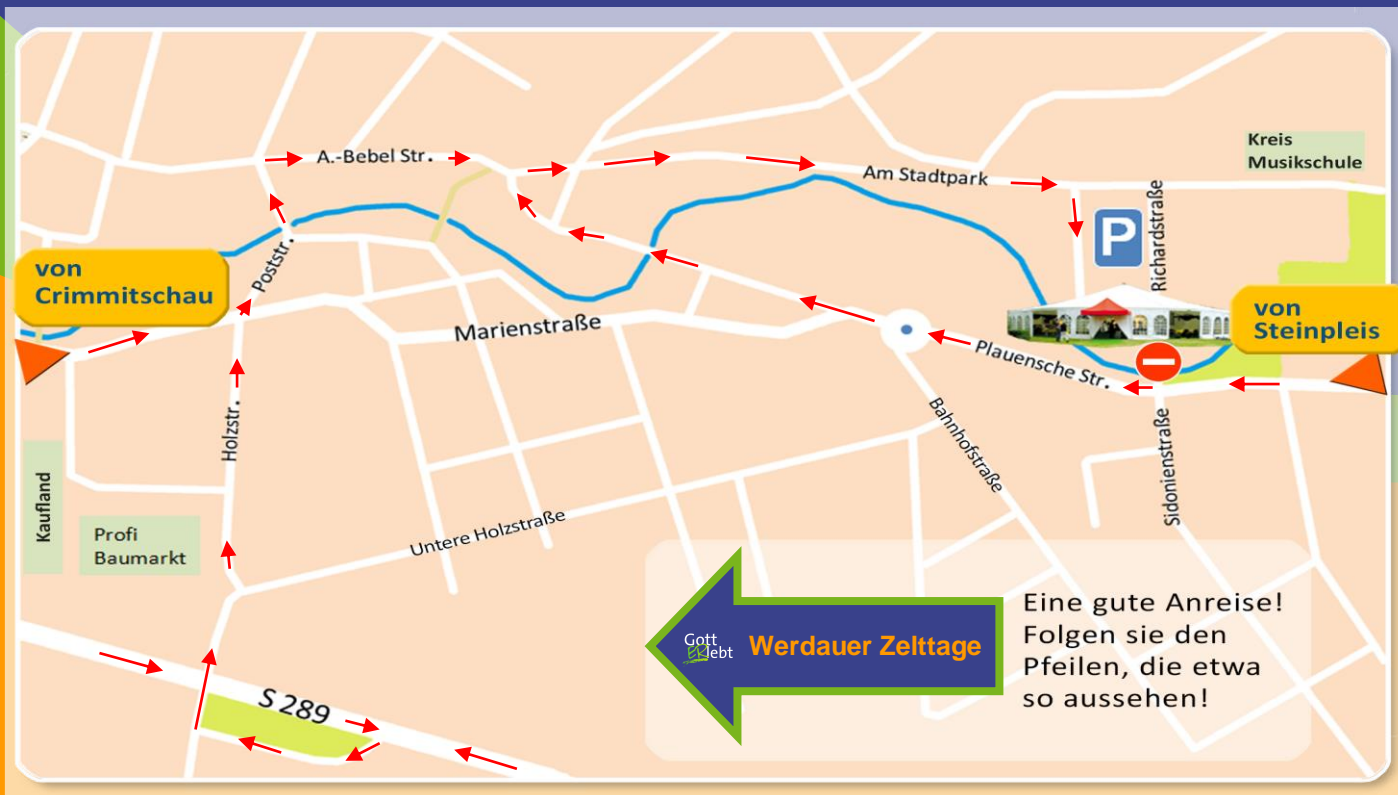 A.-Bebel Str.
Am Stadtpark
Kreis
Musikschule
P
Richardstraße
von
Crimmitschau
Poststr.
Marienstraße
von
Steinpleis
Plauensche Str.
Holzstr.
Bahnhofstraße
Sidonienstraße
Kaufland
Profi
Baumarkt
Untere Holzstraße
S 289
Gott
ERlebt
Werdauer Zelttage
Eine gute Anreise!
Folgen sie den
Pfeilen, die etwa
so aussehen!